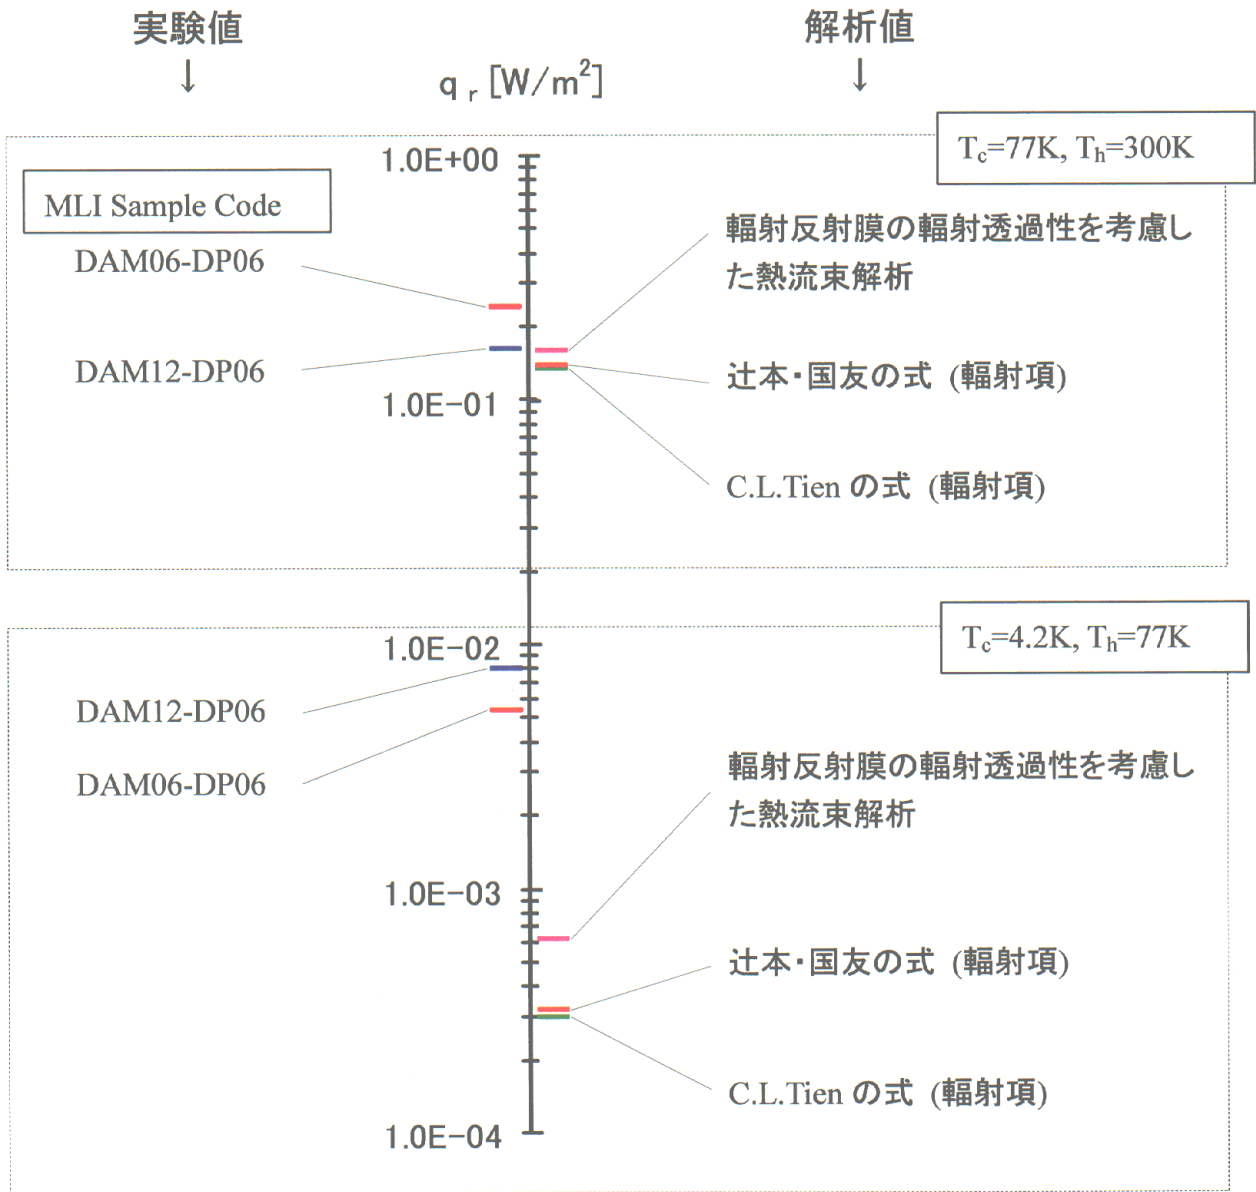 実験値
↓
解析値
↓
q r [W/m2]
Tc=77K, Th=300K
1.0E+00
MLI Sample Code
輻射反射膜の輻射透過性を考慮し
た熱流束解析
DAM06-DP06
DAM12-DP06
辻本・国友の式 (輻射項)
1.0E-01
C.L.Tien の式 (輻射項)
Tc=4.2K, Th=77K
1.0E-02
DAM12-DP06
DAM06-DP06
輻射反射膜の輻射透過性を考慮し
た熱流束解析
1.0E-03
辻本・国友の式 (輻射項)
C.L.Tien の式 (輻射項)
1.0E-04